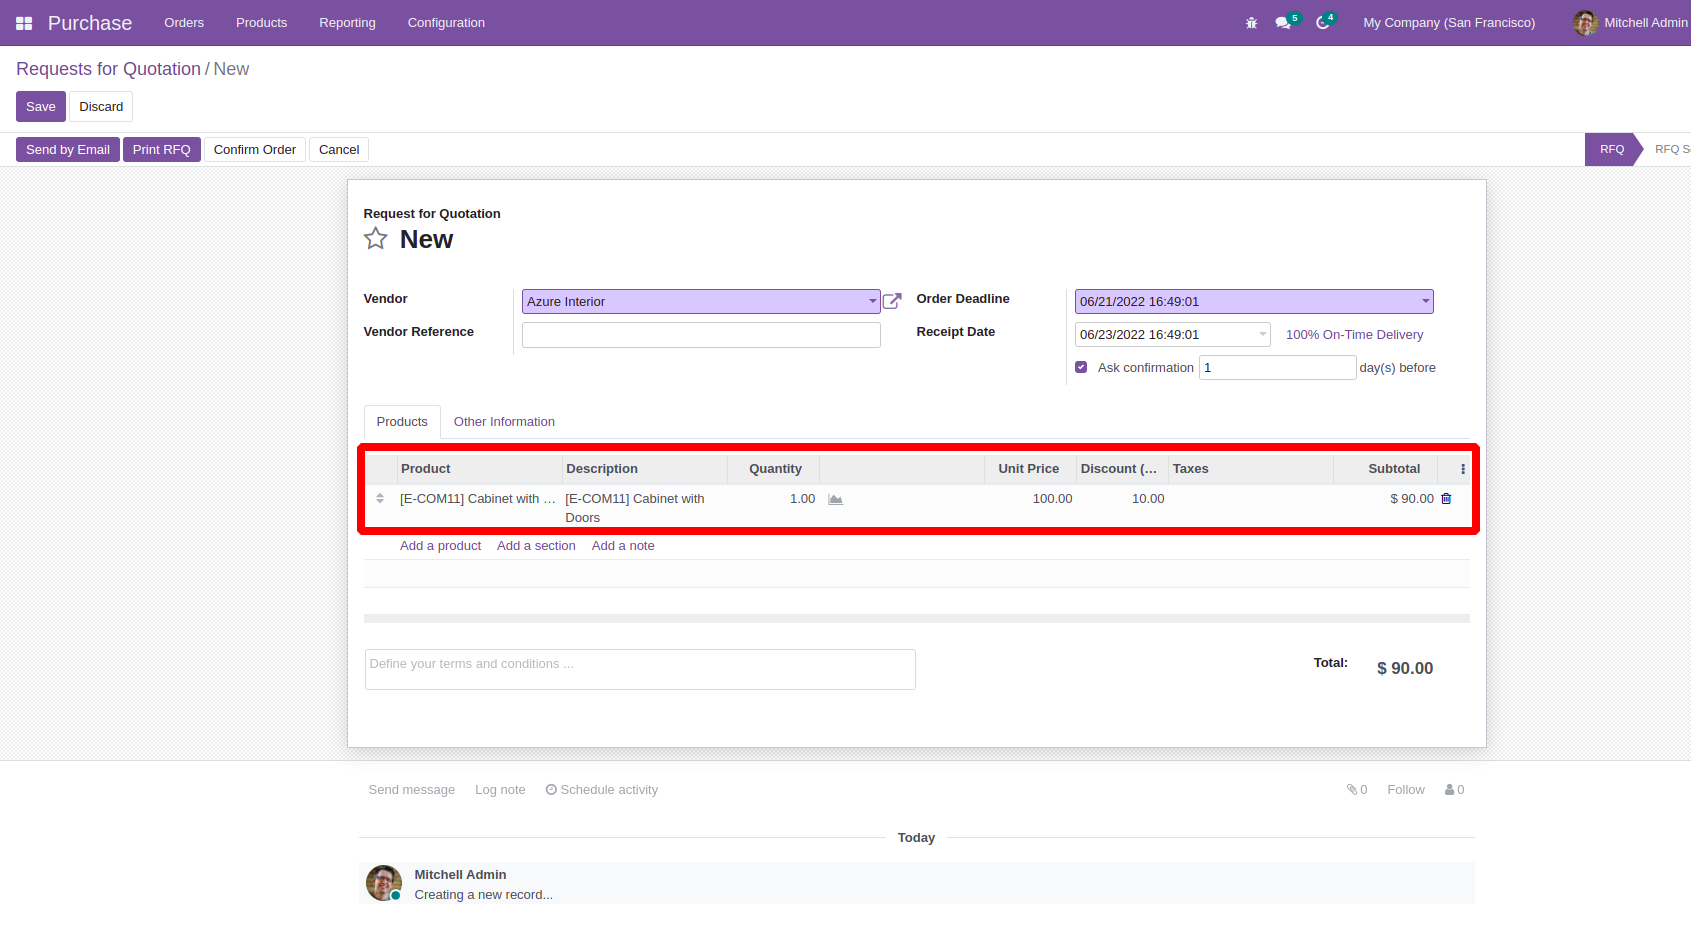 Purchase Orders Products Reporting Configuration 5 4 My Company (San Francisco) Mitchell Admin
Requests for Quotation / New
Save Discard
Send by Email Print RFQ Confirm Order Cancel RFQ RFQ S
Request for Quotation
New
Vendor Azure Interior Order Deadline 06/21/2022 16:49:01
Vendor Reference Receipt Date 06/23/2022 16:49:01 100% On-Time Delivery
Ask confirmation 1 day(s) before
Products Other Information
Product Description Quantity Unit Price Discount (... Taxes Subtotal
[E-COM11] Cabinet with ... [E-COM11] Cabinet with 1.00 100.00 10.00 $ 90.00
Doors
Add a product Add a section Add a note
Define your terms and conditions ... Total: $ 90.00
Send message Log note Schedule activity 0 Follow 0
Today
Mitchell Admin
Creating a new record...